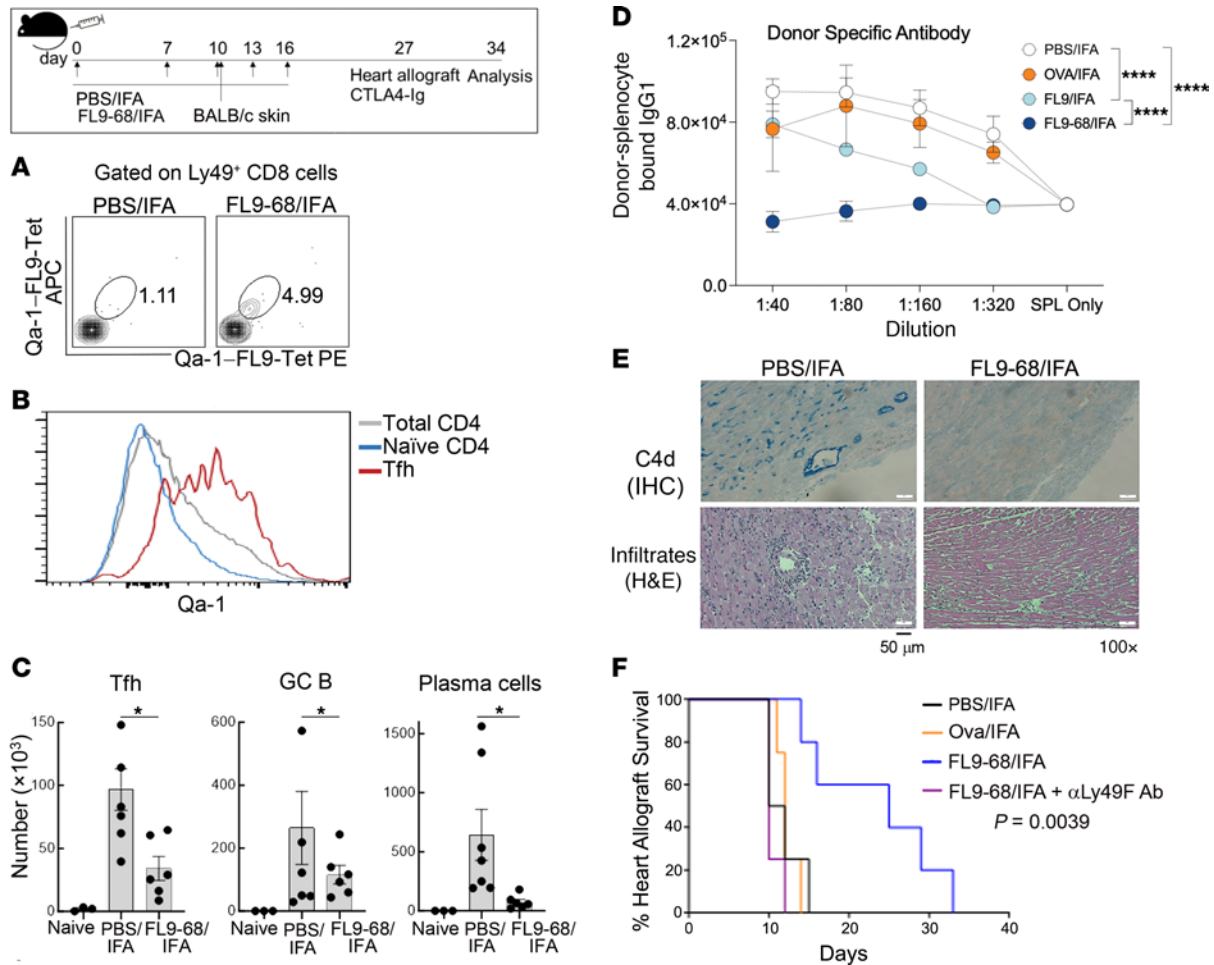 day
0 7 10 13 16 27 34
PBS/IFA
FL9-68/IFA
BALB/c skin
Heart allograft
CTLA4-Ig
Analysis
A
Gated on Ly49⁺ CD8 cells
PBS/IFA FL9-68/IFA
Qa-1–FL9-Tet
APC
1.11
4.99
Qa-1–FL9-Tet PE
B
Total CD4
Naïve CD4
Tfh
Qa-1
C
Tfh
Number (×10³)
150
100
50
0
*
Naive PBS/IFA FL9-68/IFA
GC B
600
400
200
0
*
Naive PBS/IFA FL9-68/IFA
Plasma cells
1500
1000
500
0
*
Naive PBS/IFA FL9-68/IFA
D
Donor Specific Antibody
Donor-splenocyte
bound IgG1
1.2×10⁵
8.0×10⁴
4.0×10⁴
0.0
PBS/IFA
OVA/IFA
FL9/IFA
FL9-68/IFA
****
****
****
1:40 1:80 1:160 1:320 SPL Only
Dilution
E
PBS/IFA FL9-68/IFA
C4d
(IHC)
Infiltrates
(H&E)
50 μm 100×
F
% Heart Allograft Survival
100
80
60
40
20
0
PBS/IFA
Ova/IFA
FL9-68/IFA
FL9-68/IFA + αLy49F Ab
P = 0.0039
0 10 20 30 40
Days